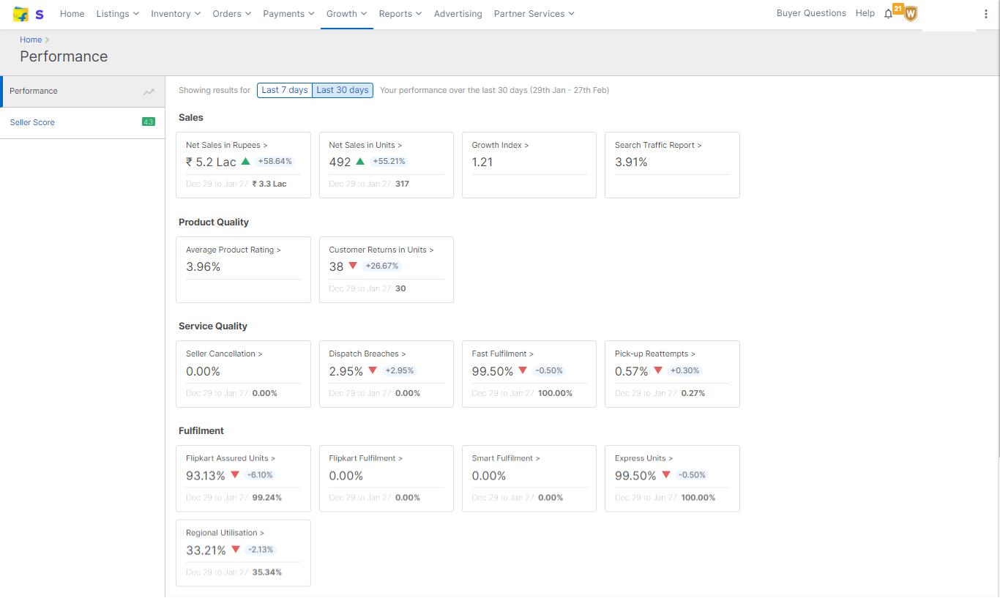 S Home Listings Inventory Orders Payments Growth Reports Advertising Partner Services Buyer Questions Help 21 W
Home >
Performance
Performance
Seller Score 4.3
Showing results for Last 7 days Last 30 days Your performance over the last 30 days (29th Jan - 27th Feb)
Sales
Net Sales in Rupees > Net Sales in Units > Growth Index > Search Traffic Report >
₹ 5.2 Lac ▲ +58.64% 492 ▲ +55.21% 1.21 3.91%
Dec 29 to Jan 27 ₹ 3.3 Lac Dec 29 to Jan 27 317
Product Quality
Average Product Rating > Customer Returns in Units >
3.96% 38 ▼ +26.67%
Dec 29 to Jan 27 30
Service Quality
Seller Cancellation > Dispatch Breaches > Fast Fulfilment > Pick-up Reattempts >
0.00% 2.95% ▼ +2.95% 99.50% ▼ -0.50% 0.57% ▼ +0.30%
Dec 29 to Jan 27 0.00% Dec 29 to Jan 27 0.00% Dec 29 to Jan 27 100.00% Dec 29 to Jan 27 0.27%
Fulfilment
Flipkart Assured Units > Flipkart Fulfilment > Smart Fulfilment > Express Units >
93.13% ▼ -6.10% 0.00% 0.00% 99.50% ▼ -0.50%
Dec 29 to Jan 27 99.24% Dec 29 to Jan 27 0.00% Dec 29 to Jan 27 0.00% Dec 29 to Jan 27 100.00%
Regional Utilisation >
33.21% ▼ -2.13%
Dec 29 to Jan 27 35.34%